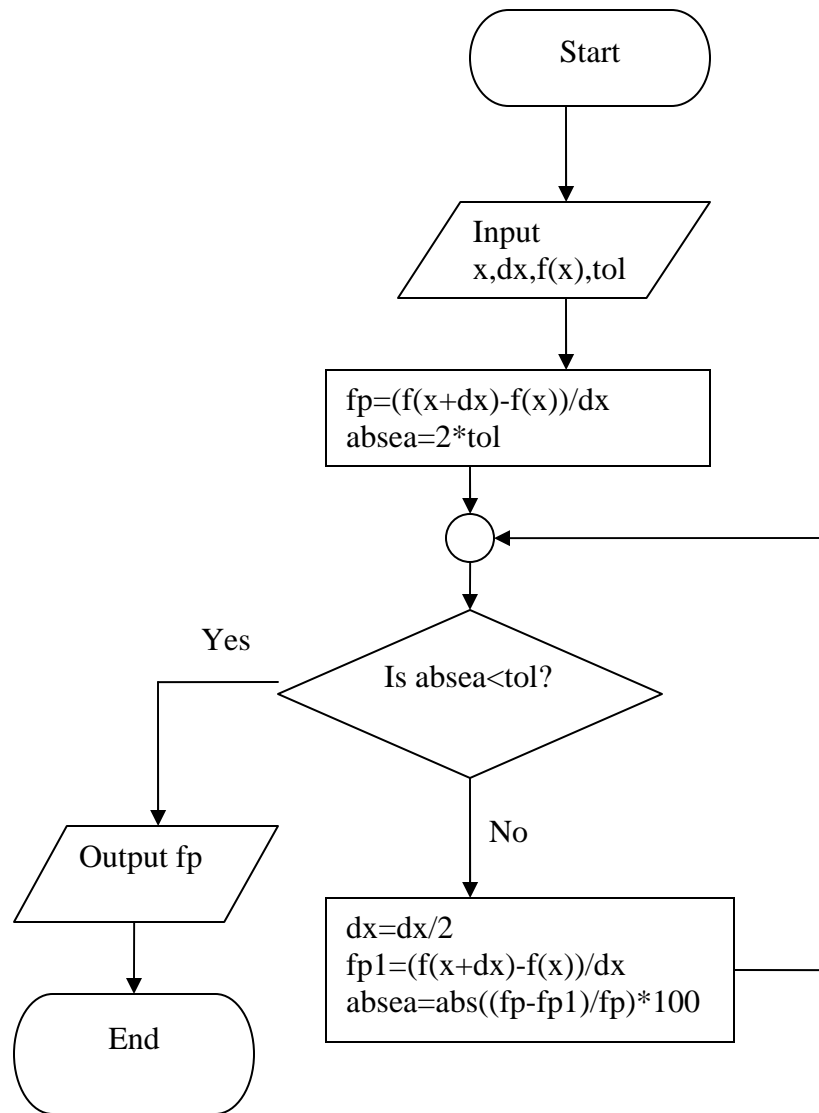 Start
Input
x,dx,f(x),tol
fp=(f(x+dx)-f(x))/dx
absea=2*tol
Yes
Is absea<tol?
No
Output fp
dx=dx/2
fp1=(f(x+dx)-f(x))/dx
absea=abs((fp-fp1)/fp)*100
End